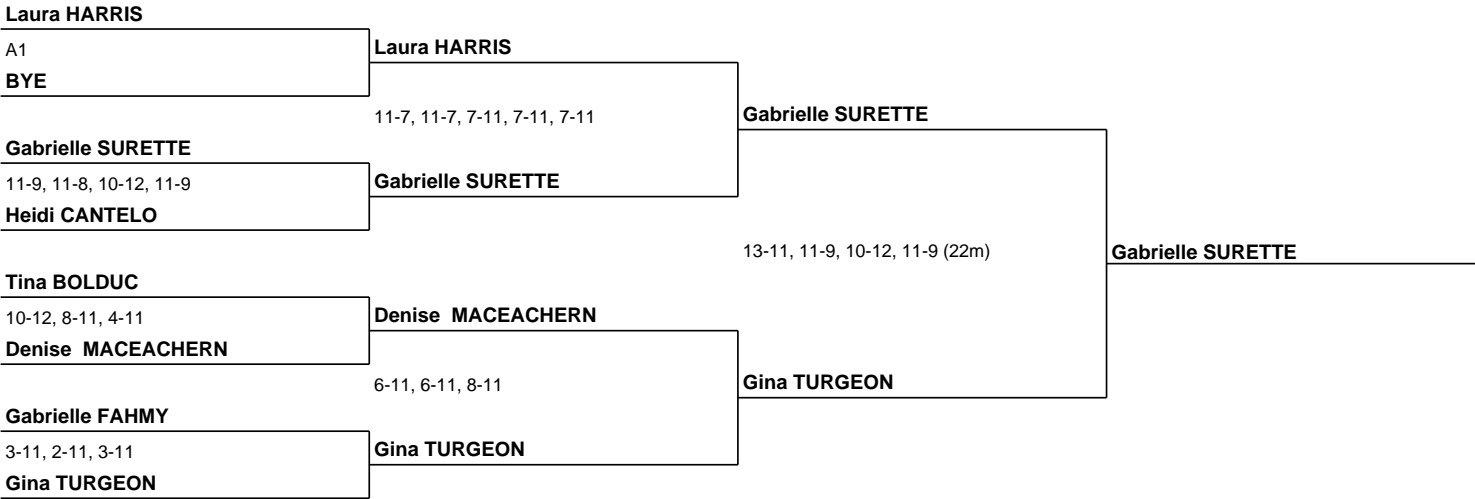 Laura HARRIS
A1
Laura HARRIS
BYE
11-7, 11-7, 7-11, 7-11, 7-11
Gabrielle SURETTE
Gabrielle SURETTE
11-9, 11-8, 10-12, 11-9
Gabrielle SURETTE
Heidi CANTELO
13-11, 11-9, 10-12, 11-9 (22m)
Gabrielle SURETTE
Tina BOLDUC
10-12, 8-11, 4-11
Denise  MACEACHERN
Denise  MACEACHERN
6-11, 6-11, 8-11
Gina TURGEON
Gabrielle FAHMY
3-11, 2-11, 3-11
Gina TURGEON
Gina TURGEON